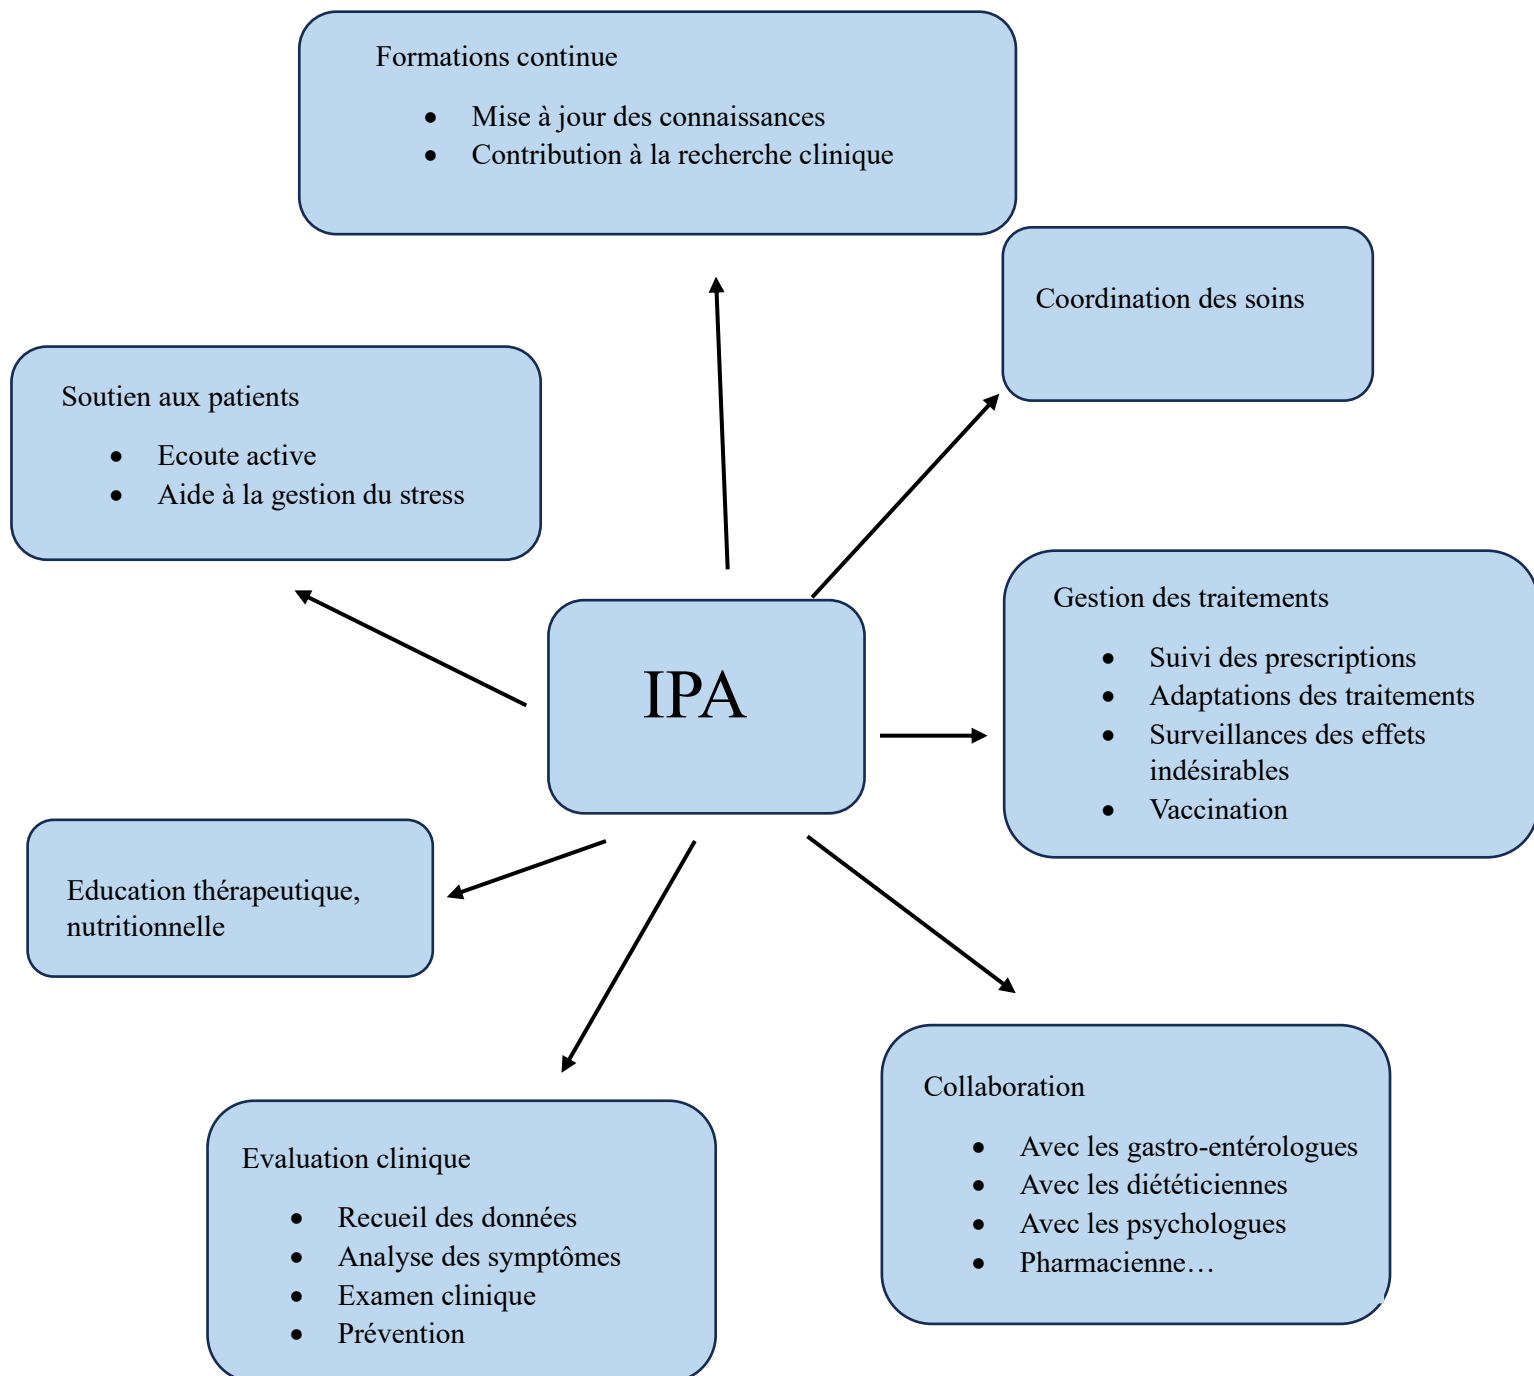 Formations continue
• Mise à jour des connaissances
• Contribution à la recherche clinique
Coordination des soins
Soutien aux patients
• Ecoute active
• Aide à la gestion du stress
Gestion des traitements
• Suivi des prescriptions
• Adaptations des traitements
• Surveillances des effets
indésirables
• Vaccination
IPA
Education thérapeutique,
nutritionnelle
Collaboration
• Avec les gastro-entérologues
• Avec les diététiciennes
• Avec les psychologues
• Pharmacienne…
Evaluation clinique
• Recueil des données
• Analyse des symptômes
• Examen clinique
• Prévention